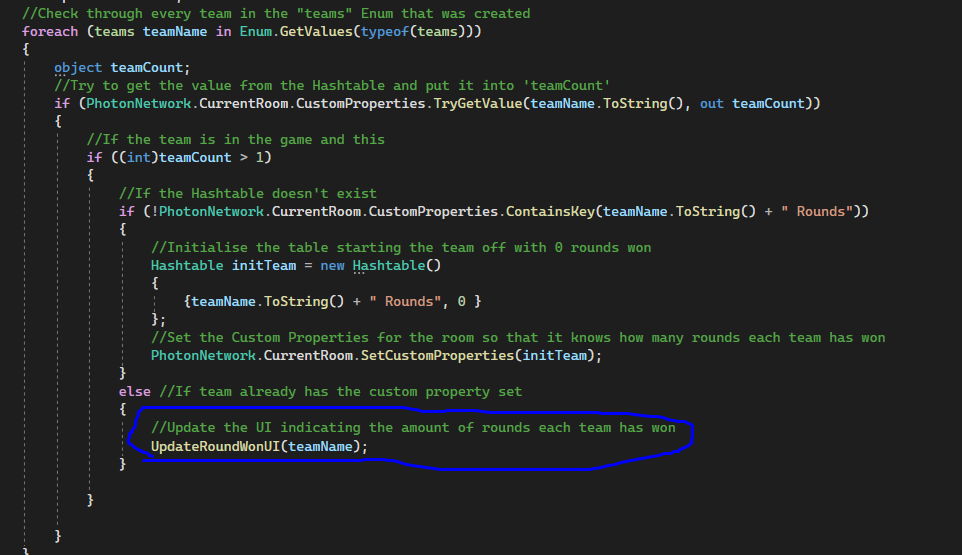 //Check through every team in the "teams" Enum that was created
foreach (teams teamName in Enum.GetValues(typeof(teams)))
{
object teamCount;
//Try to get the value from the Hashtable and put it into 'teamCount'
if (PhotonNetwork.CurrentRoom.CustomProperties.TryGetValue(teamName.ToString(), out teamCount))
{
//If the team is in the game and this
if ((int)teamCount > 1)
{
//If the Hashtable doesn't exist
if (!PhotonNetwork.CurrentRoom.CustomProperties.ContainsKey(teamName.ToString() + " Rounds"))
{
//Initialise the table starting the team off with 0 rounds won
Hashtable initTeam = new Hashtable()
{
{teamName.ToString() + " Rounds", 0 }
};
//Set the Custom Properties for the room so that it knows how many rounds each team has won
PhotonNetwork.CurrentRoom.SetCustomProperties(initTeam);
}
else //If team already has the custom property set
{
//Update the UI indicating the amount of rounds each team has won
UpdateRoundWonUI(teamName);
}
}
}
}